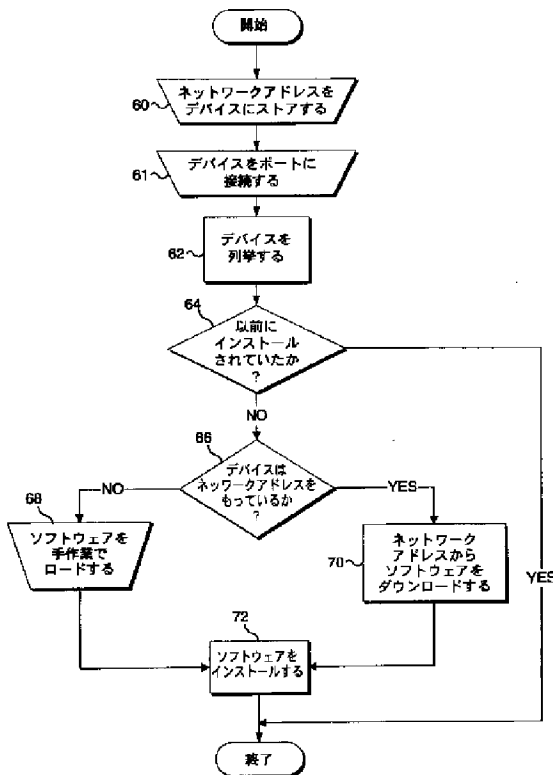 開始
ネットワークアドレスを
デバイスにストアする
60
デバイスをポートに
接続する
61
デバイスを
列挙する
62
64
以前に
インストール
されていたか
?
NO
66
デバイスは
ネッワークアドレスを
もっているか
?
NO
YES
68
ソフトウェアを
手作業で
ロードする
ネットワーク
アドレスから
ソフトウェアを
ダウンロードする
70
YES
72
ソフトウェアを
インストールする
終了